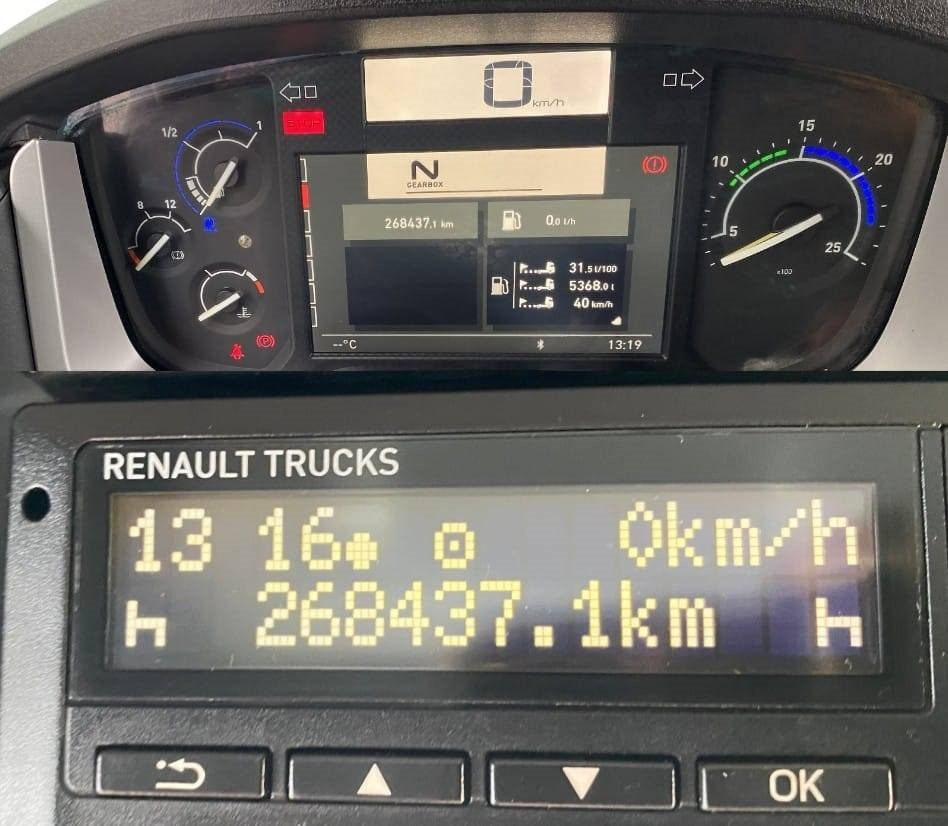 0 km/h
STOP
N
GEARBOX
268437.1 km
0.0 l/h
31.5 l/100
5368.0 l
40 km/h
--°C
13:19
1/2
1
8
12
5
10
15
20
25
x100
P
RENAULT TRUCKS
13 16 0km/h
268437.1km
OK